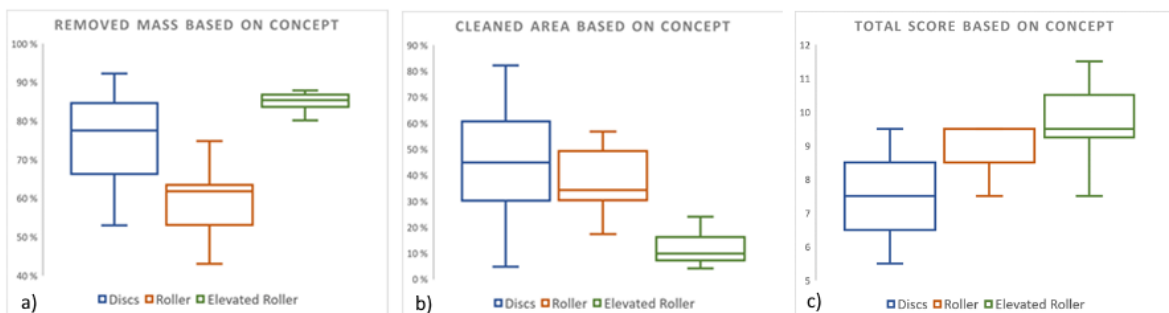 REMOVED MASS BASED ON CONCEPT
100 %
90 %
80 %
70 %
60 %
50 %
40 %
a)
Discs Roller Elevated Roller
CLEANED AREA BASED ON CONCEPT
90 %
80 %
70 %
60 %
50 %
40 %
30 %
20 %
10 %
0 %
b)
Discs Roller Elevated Roller
TOTAL SCORE BASED ON CONCEPT
12
11
10
9
8
7
6
5
c)
Discs Roller Elevated Roller